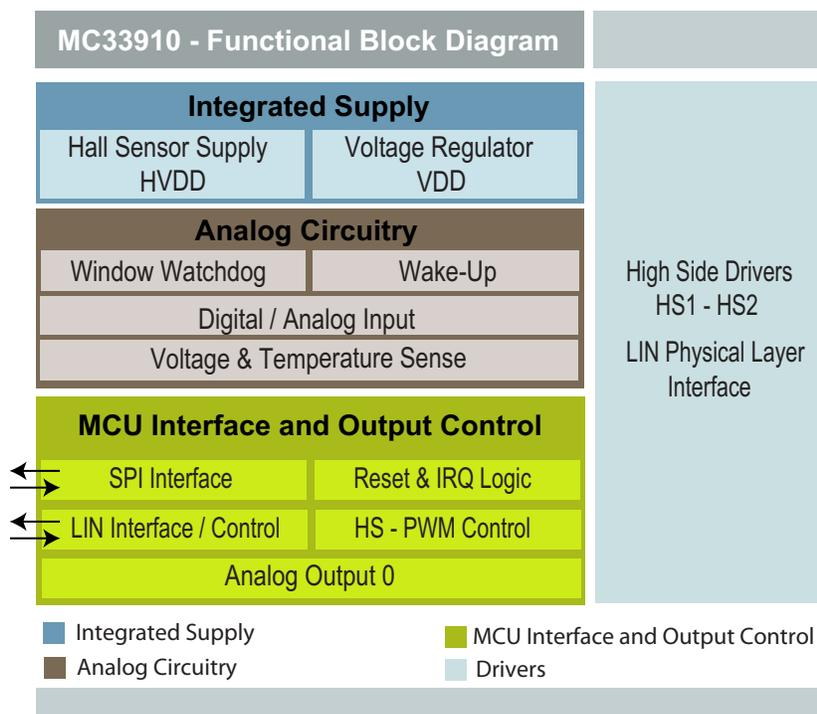 MC33910 - Functional Block Diagram
Integrated Supply
Hall Sensor Supply
HVDD
Voltage Regulator
VDD
Analog Circuitry
Window Watchdog
Wake-Up
Digital / Analog Input
Voltage & Temperature Sense
MCU Interface and Output Control
SPI Interface
Reset & IRQ Logic
LIN Interface / Control
HS - PWM Control
Analog Output 0
High Side Drivers
HS1 - HS2
LIN Physical Layer
Interface
Integrated Supply
Analog Circuitry
MCU Interface and Output Control
Drivers